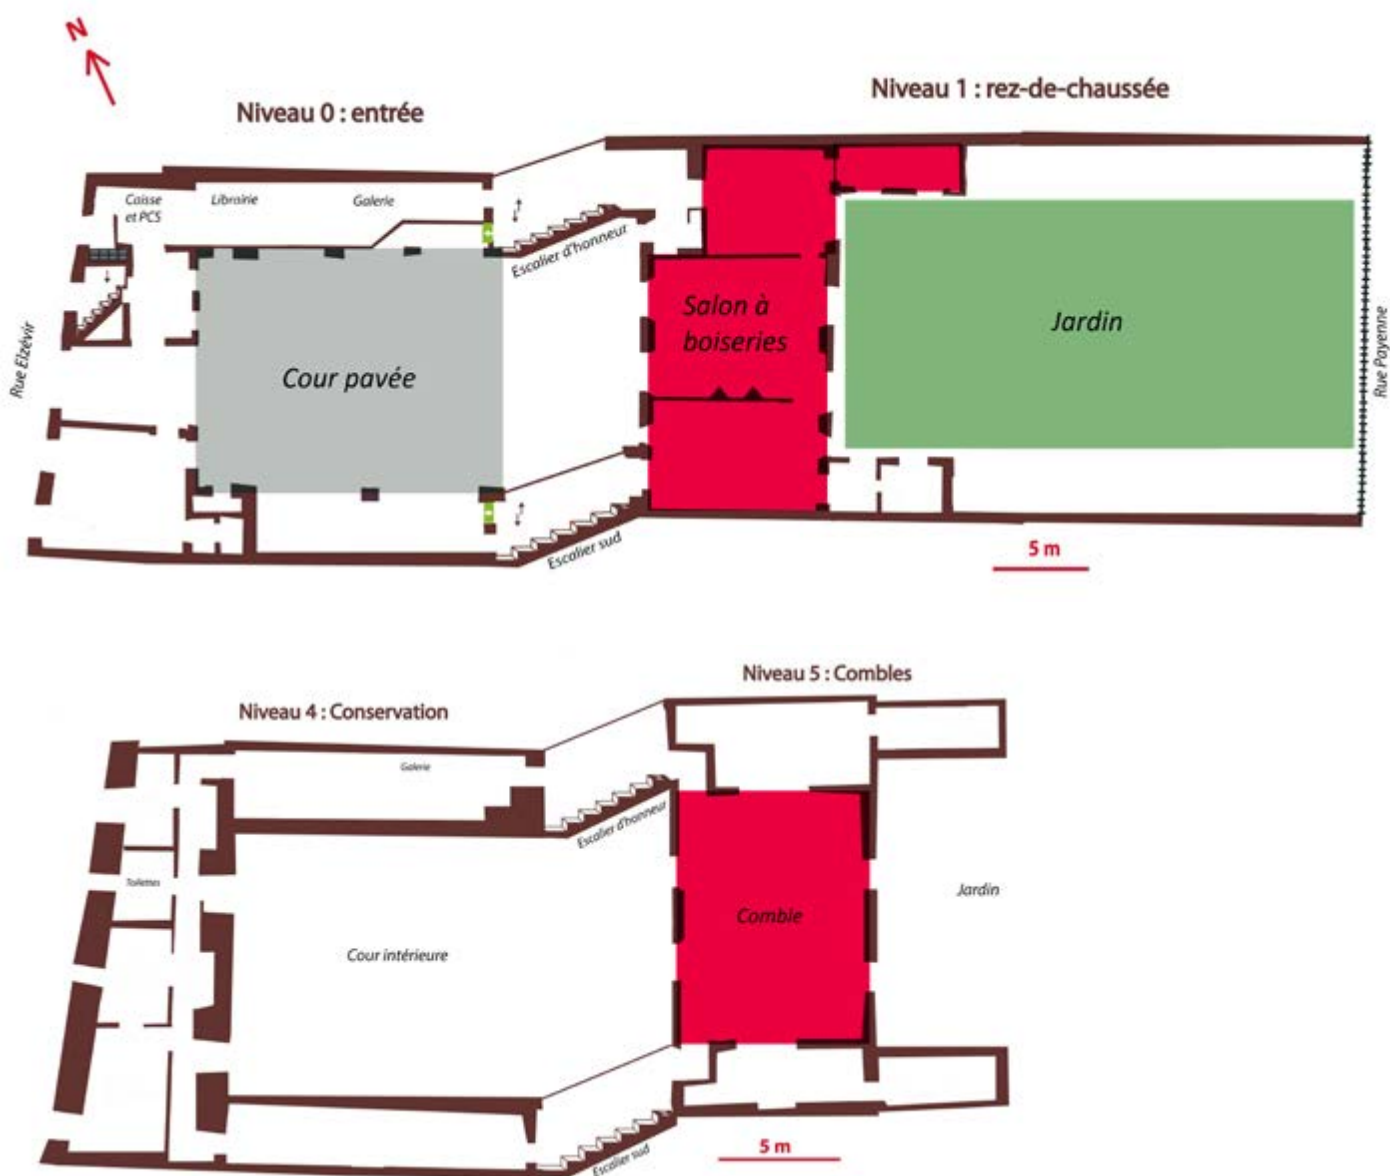 N
Niveau 0 : entrée
Niveau 1 : rez-de-chaussée
Caisse
et PCS
Librairie
Galerie
Escalier d'honneur
Salon à
boiseries
Jardin
Cour pavée
Rue Elzévir
Rue Payenne
Escalier sud
5 m
Niveau 4 : Conservation
Niveau 5 : Combles
Galerie
Escalier d'honneur
Toilettes
Comble
Jardin
Cour intérieure
Escalier sud
5 m